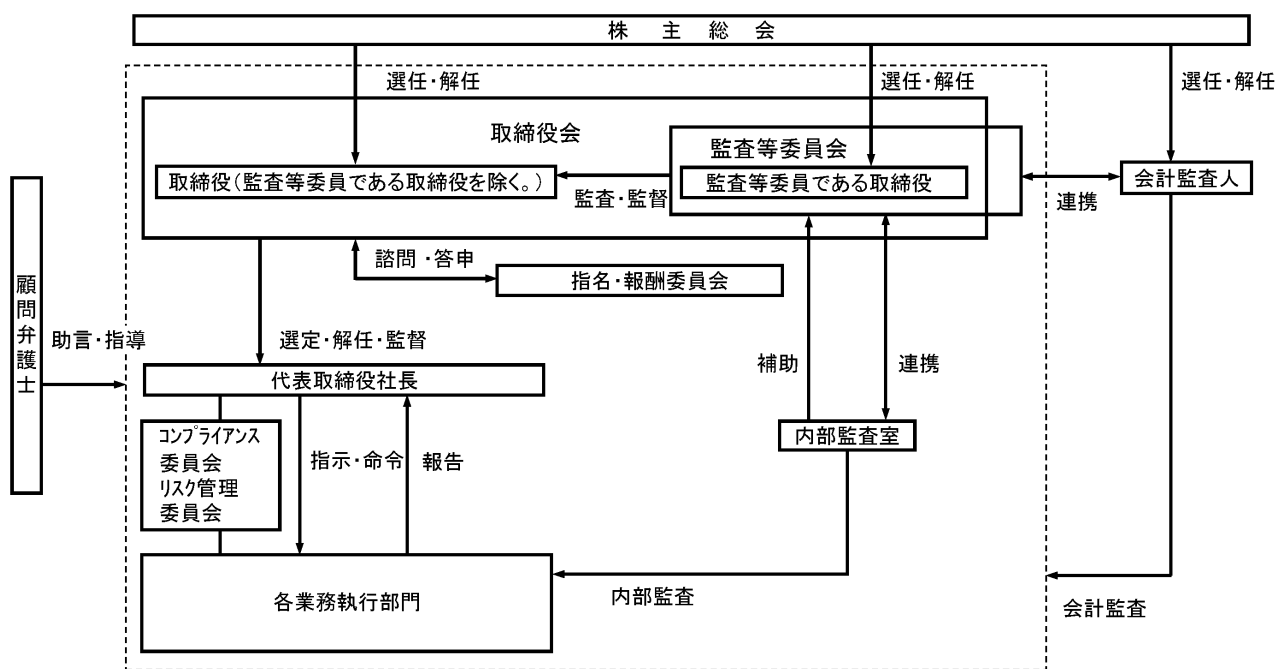 株主総会
選任・解任
選任・解任
選任・解任
取締役会
監査等委員会
取締役(監査等委員である取締役を除く。)
監査・監督
監査等委員である取締役
連携
会計監査人
諮問・答申
指名・報酬委員会
顧問弁護士
助言・指導
選定・解任・監督
代表取締役社長
補助
連携
コンプライアンス
委員会
リスク管理
委員会
指示・命令
報告
内部監査室
各業務執行部門
内部監査
会計監査